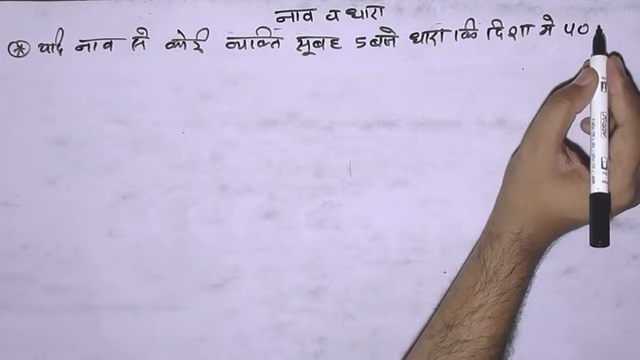 नाव व धारा
* यदि नाव से कोई व्यक्ति सूबह 5 बजे धारा कि दिशा मे 40